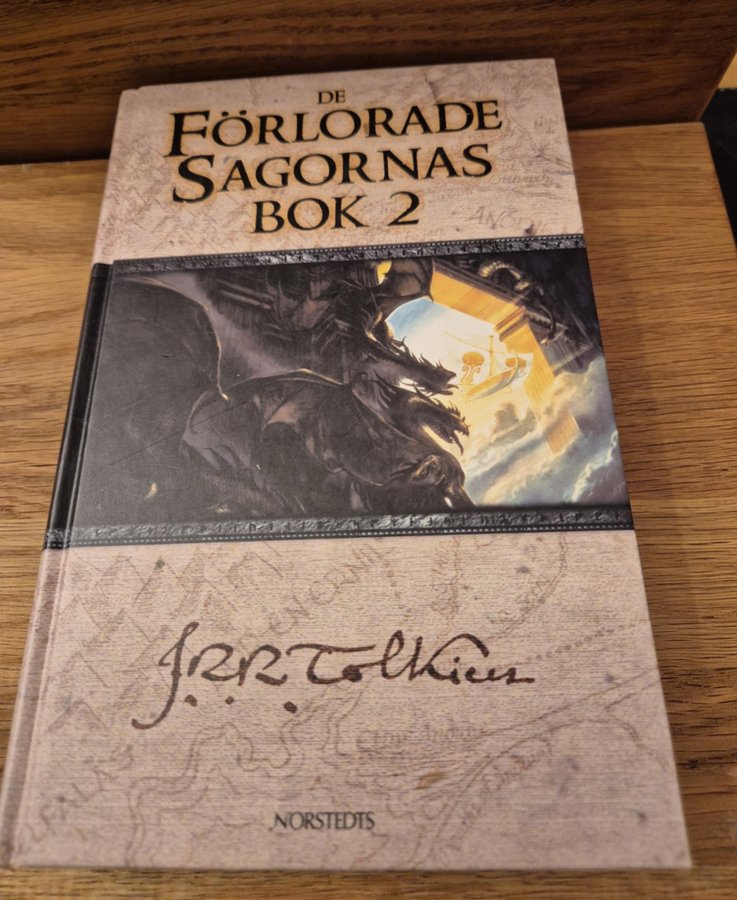 DE
FÖRLORADE
SAGORNAS
BOK 2
J.R.R. Tolkien
NORSTEDTS